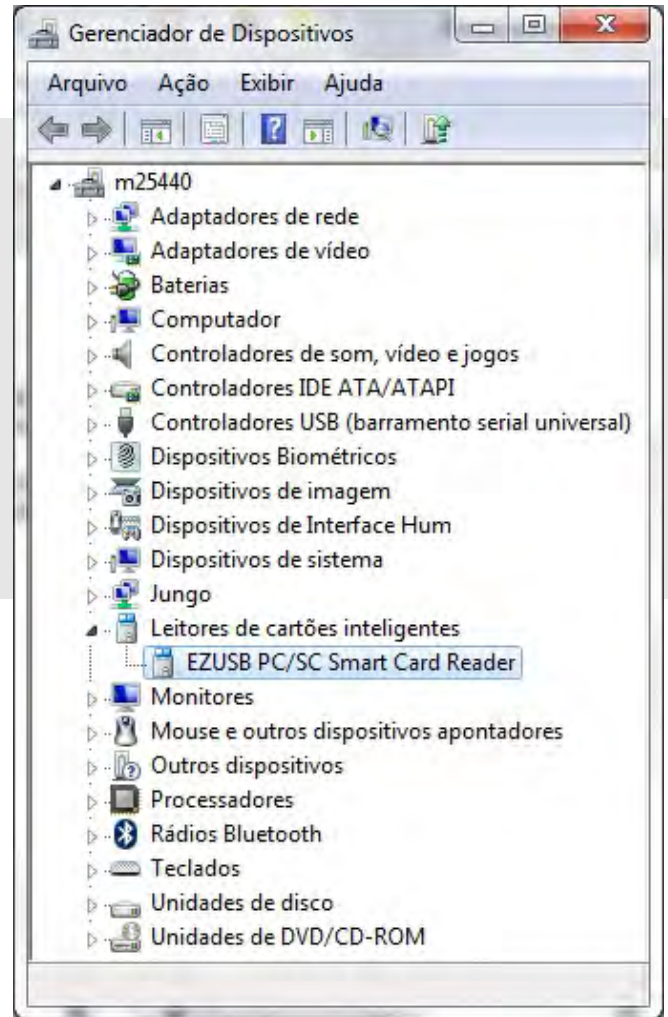 Gerenciador de Dispositivos
Arquivo Ação Exibir Ajuda
m25440
Adaptadores de rede
Adaptadores de vídeo
Baterias
Computador
Controladores de som, vídeo e jogos
Controladores IDE ATA/ATAPI
Controladores USB (barramento serial universal)
Dispositivos Biométricos
Dispositivos de imagem
Dispositivos de Interface Hum
Dispositivos de sistema
Jungo
Leitores de cartões inteligentes
EZUSB PC/SC Smart Card Reader
Monitores
Mouse e outros dispositivos apontadores
Outros dispositivos
Processadores
Rádios Bluetooth
Teclados
Unidades de disco
Unidades de DVD/CD-ROM